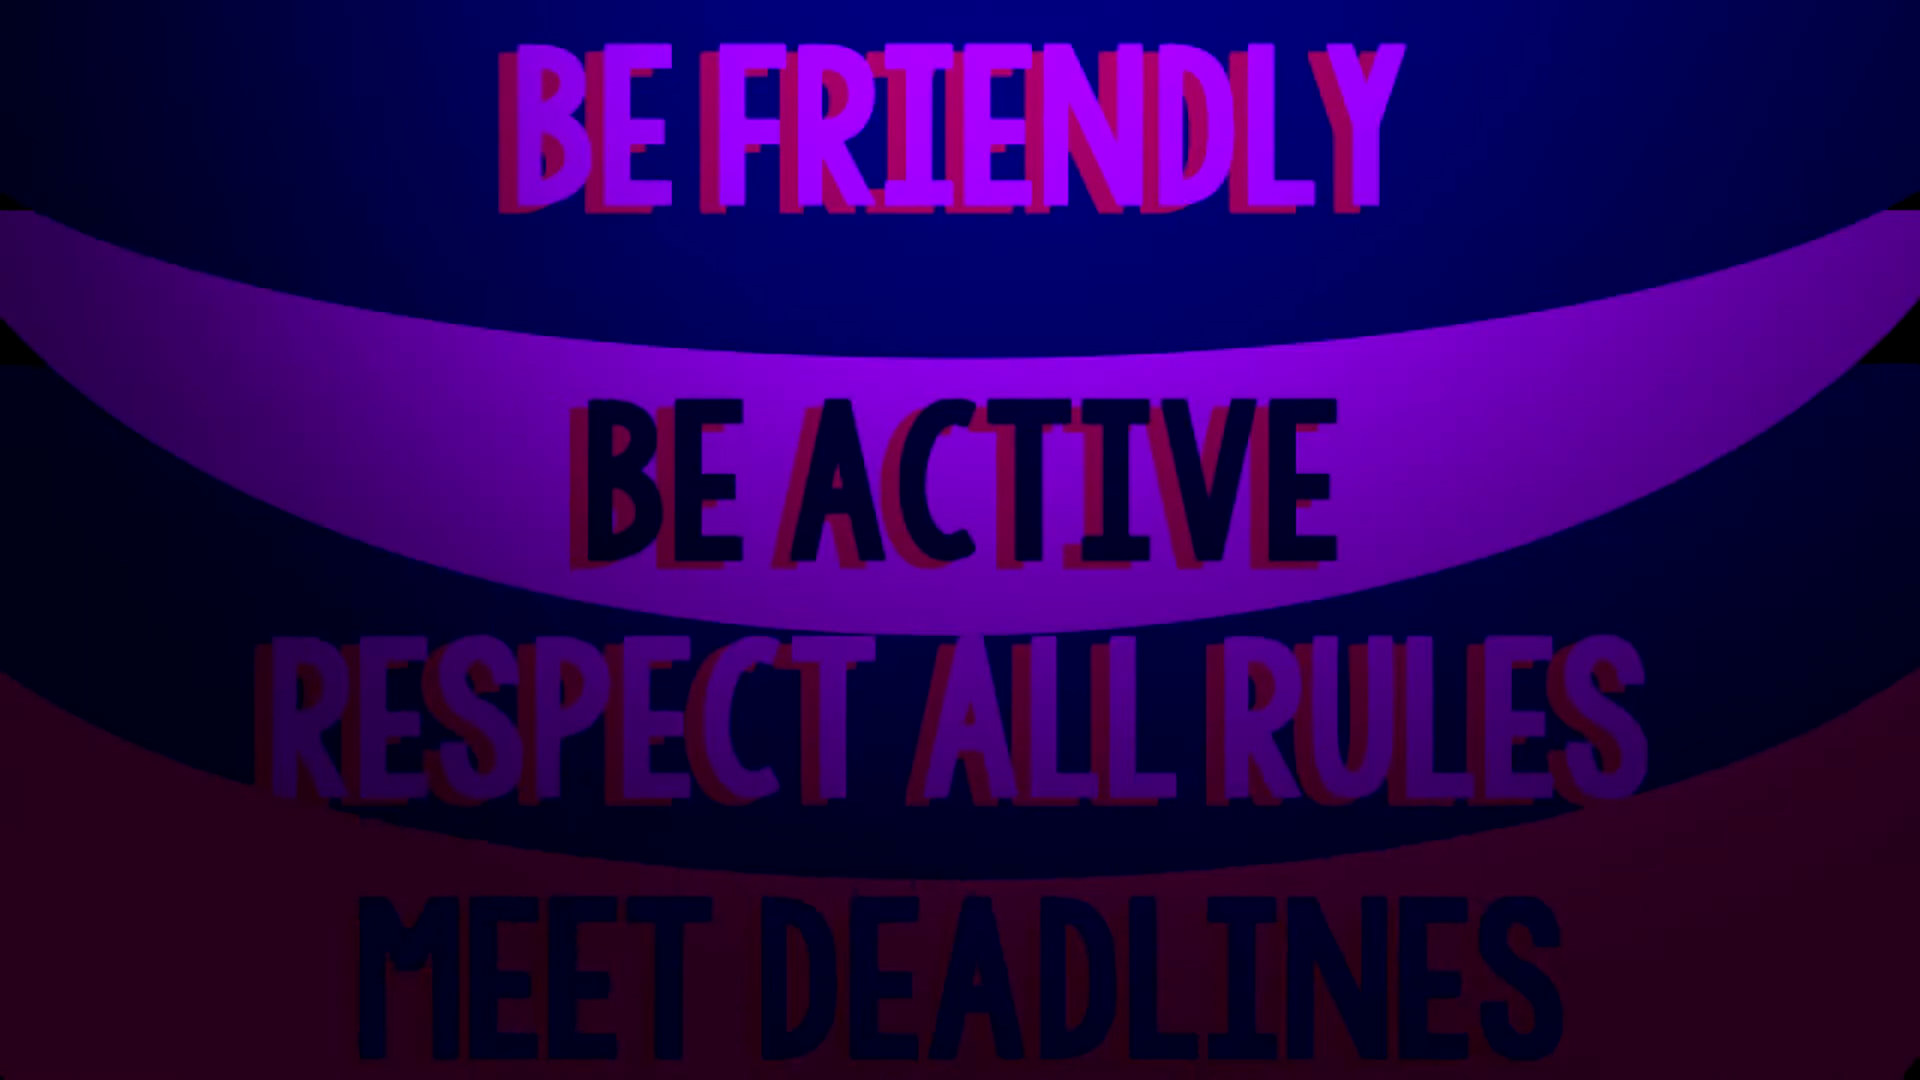 BE FRIENDLY
BE ACTIVE
RESPECT ALL RULES
MEET DEADLINES